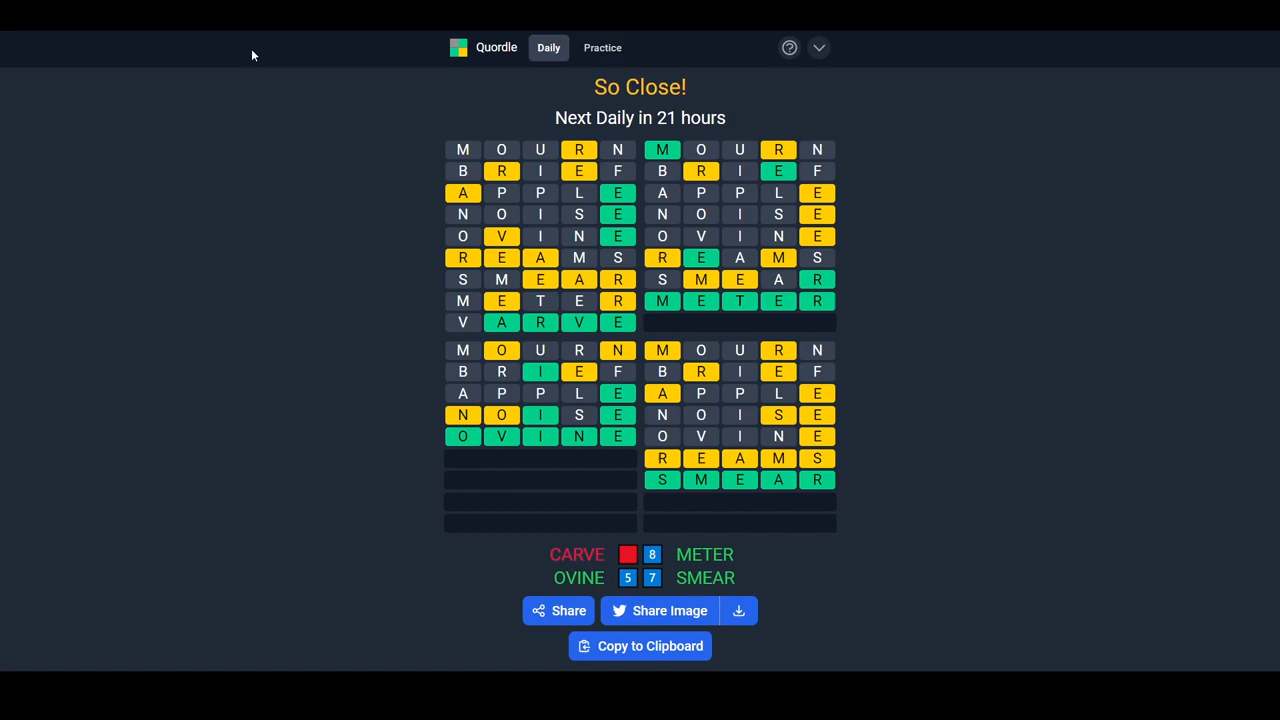 Quordle Daily Practice
So Close!
Next Daily in 21 hours
M O U R N M O U R N
B R I E F B R I E F
A P P L E A P P L E
N O I S E N O I S E
O V I N E O V I N E
R E A M S R E A M S
S M E A R S M E A R
M E T E R M E T E R
V A R V E
M O U R N M O U R N
B R I E F B R I E F
A P P L E A P P L E
N O I S E N O I S E
O V I N E O V I N E
R E A M S
S M E A R
CARVE 8 METER
OVINE 5 7 SMEAR
Share Share Image
Copy to Clipboard